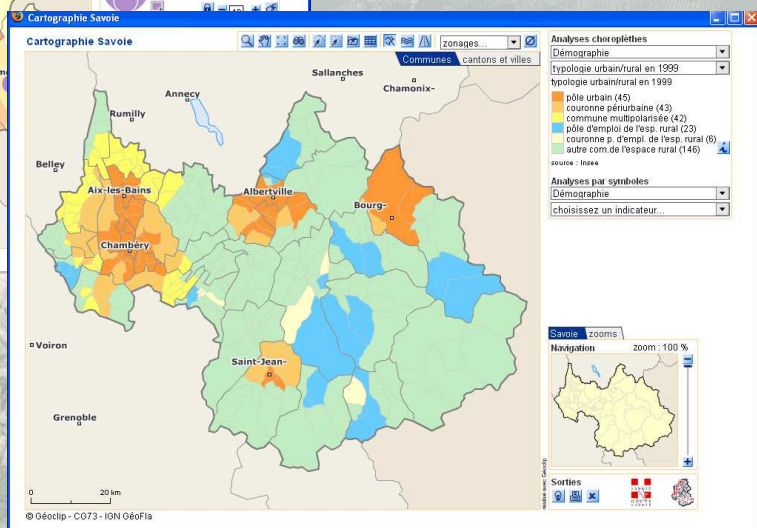 Cartographie Savoie
Cartographie Savoie
zonages...
Communes
cantons et villes
Sallanches
Chamonix-
Annecy
Rumilly
Belley
Aix-les-Bains
Albertville
Bourg-
Chambéry
Voiron
Saint-Jean-
Grenoble
0 20 km
© Géoclip - CG73 - IGN GéoFla
Analyses choroplèthes
Démographie
typologie urbain/rural en 1999
typologie urbain/rural en 1999
pôle urbain (45)
couronne périurbaine (43)
commune multipolarisée (42)
pôle d'emploi de l'esp. rural (23)
couronne p. d'empl. de l'esp. rural (6)
autre com.de l'espace rural (146)
source : Insee
Analyses par symboles
Démographie
choisissez un indicateur...
Savoie
zooms
Navigation zoom : 100 %
réalisé avec Géoclip
Sorties